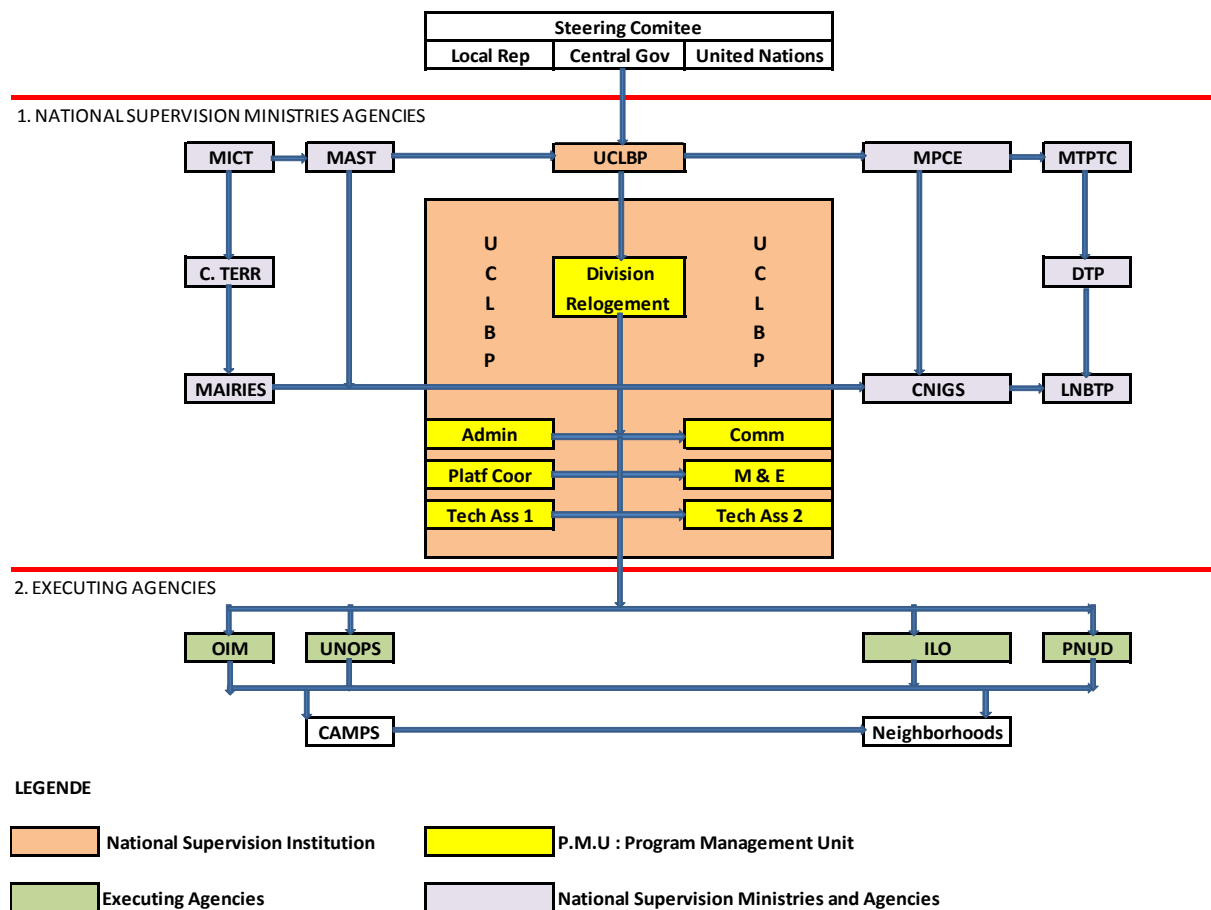 Steering Comitee
Local Rep Central Gov United Nations
1. NATIONAL SUPERVISION MINISTRIES AGENCIES
MICT MAST UCLBP MPCE MTPTC
U U
C. TERR C Division C DTP
L Relogement L
B B
P P
MAIRIES CNIGS LNBTP
Admin Comm
Platf Coor M & E
Tech Ass 1 Tech Ass 2
2. EXECUTING AGENCIES
OIM UNOPS ILO PNUD
CAMPS Neighborhoods
LEGENDE
National Supervision Institution P.M.U : Program Management Unit
Executing Agencies National Supervision Ministries and Agencies